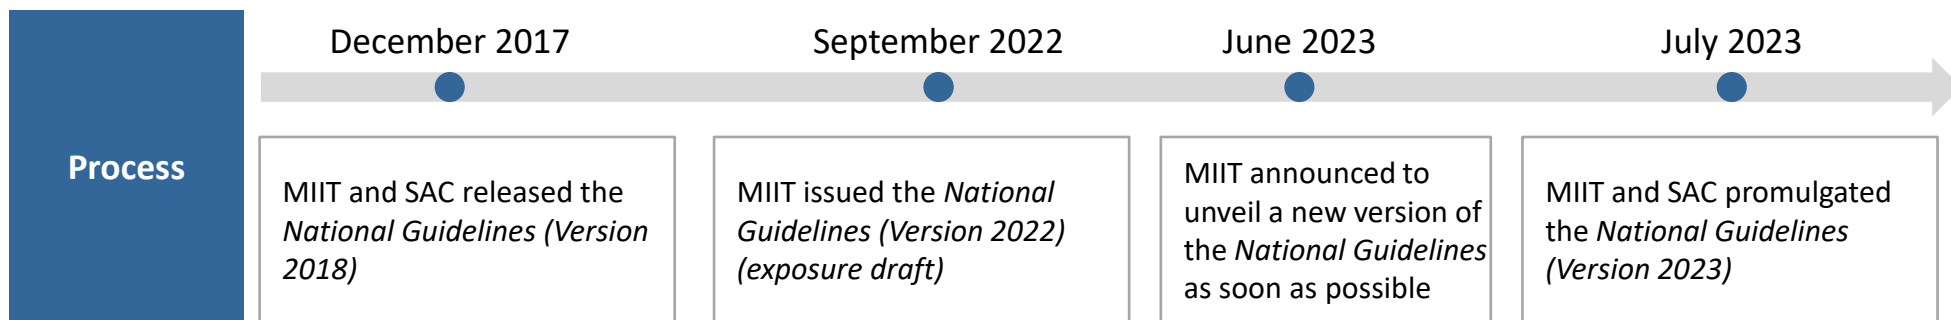 December 2017
September 2022
June 2023
July 2023
Process
MIIT and SAC released the
National Guidelines (Version
2018)
MIIT issued the National
Guidelines (Version 2022)
(exposure draft)
MIIT announced to
unveil a new version of
the National Guidelines
as soon as possible
MIIT and SAC promulgated
the National Guidelines
(Version 2023)